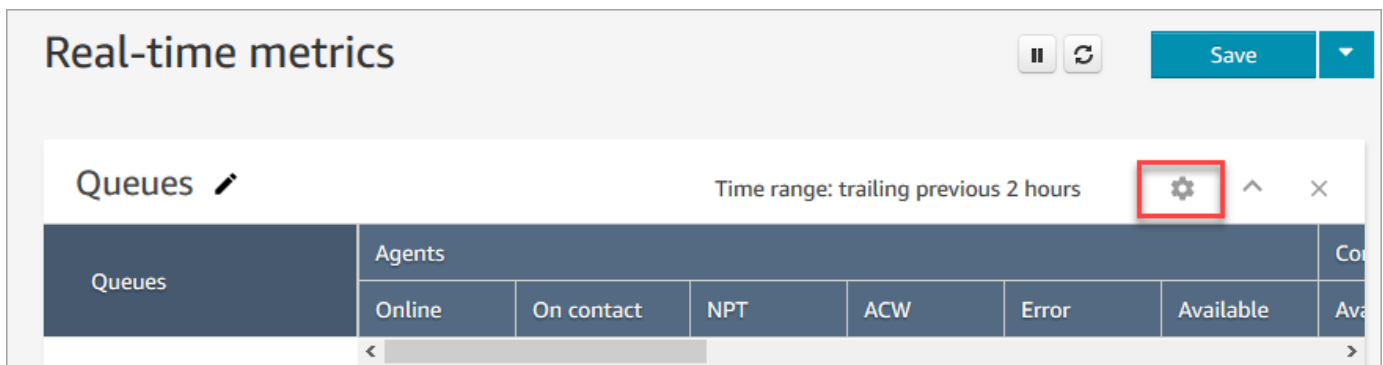 Real-time metrics Save
Queues Time range: trailing previous 2 hours
Queues Agents
Online On contact NPT ACW Error Available